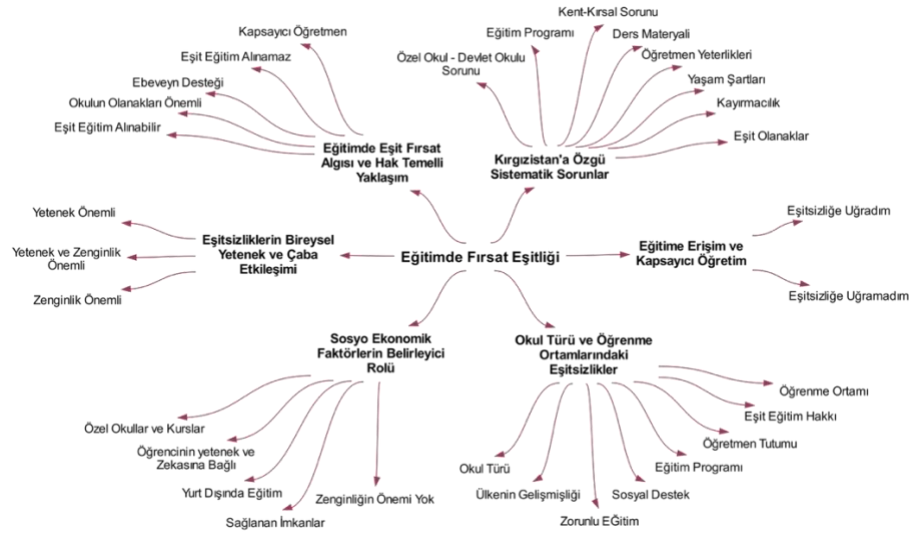 Kent-Kırsal Sorunu
Kapsayıcı Öğretmen
Eğitim Programı
Ders Materyali
Eşit Eğitim Alınamaz
Özel Okul - Devlet Okulu
Sorunu
Öğretmen Yeterlikleri
Ebeveyn Desteği
Yaşam Şartları
Okulun Olanakları Önemli
Kayırmacılık
Eşit Eğitim Alınabilir
Eşit Olanaklar
Eğitimde Eşit Fırsat
Algısı ve Hak Temelli
Yaklaşım
Kırgızistan'a Özgü
Sistematik Sorunlar
Yetenek Önemli
Eşitsizliğe Uğradım
Eşitsizliklerin Bireysel
Yetenek ve Çaba
Etkileşimi
Eğitimde Fırsat Eşitliği
Eğitime Erişim ve
Kapsayıcı Öğretim
Yetenek ve Zenginlik
Önemli
Zenginlik Önemli
Eşitsizliğe Uğramadım
Sosyo Ekonomik
Faktörlerin Belirleyici
Rolü
Okul Türü ve Öğrenme
Ortamlarındaki
Eşitsizlikler
Öğrenme Ortamı
Eşit Eğitim Hakkı
Özel Okullar ve Kurslar
Öğretmen Tutumu
Öğrencinin yetenek ve
Zekasına Bağlı
Okul Türü
Eğitim Programı
Yurt Dışında Eğitim
Zenginliğin Önemi Yok
Ülkenin Gelişmişliği
Sosyal Destek
Sağlanan İmkanlar
Zorunlu EĞitim